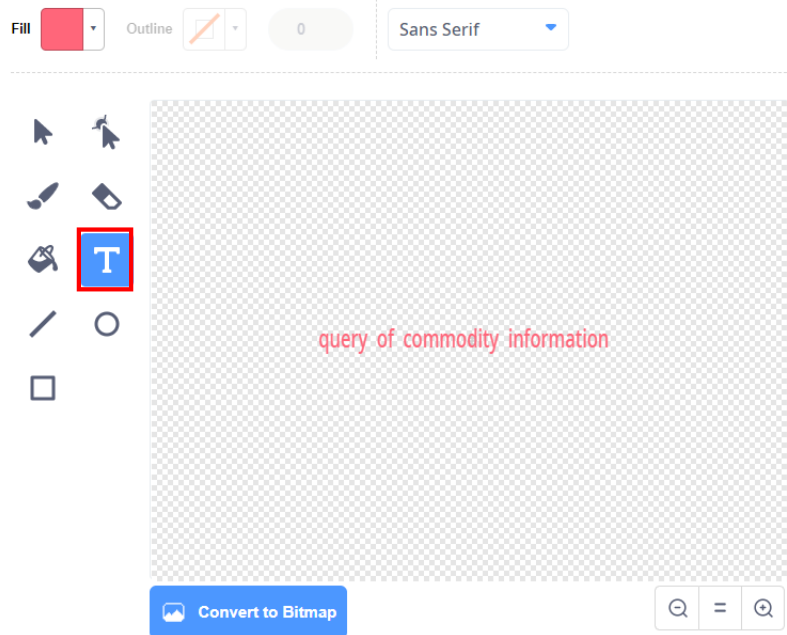 Fill Outline 0 Sans Serif
T
query of commodity information
Convert to Bitmap